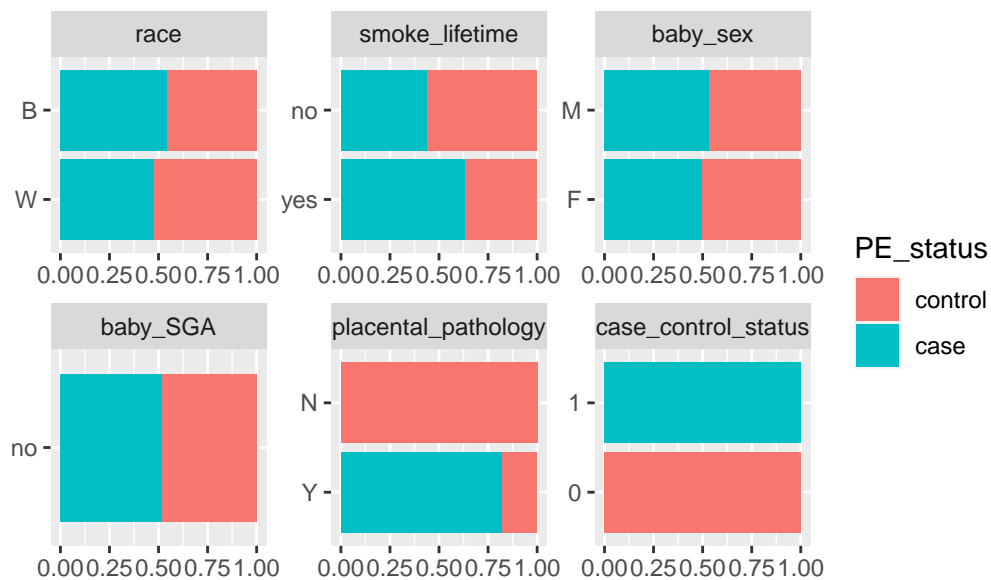 race
smoke_lifetime
baby_sex
B
W
no
yes
M
F
0.00 0.25 0.50 0.75 1.00
0.00 0.25 0.50 0.75 1.00
0.00 0.25 0.50 0.75 1.00
baby_SGA
placental_pathology
case_control_status
no
N
Y
1
0
0.00 0.25 0.50 0.75 1.00
0.00 0.25 0.50 0.75 1.00
0.00 0.25 0.50 0.75 1.00
PE_status
control
case